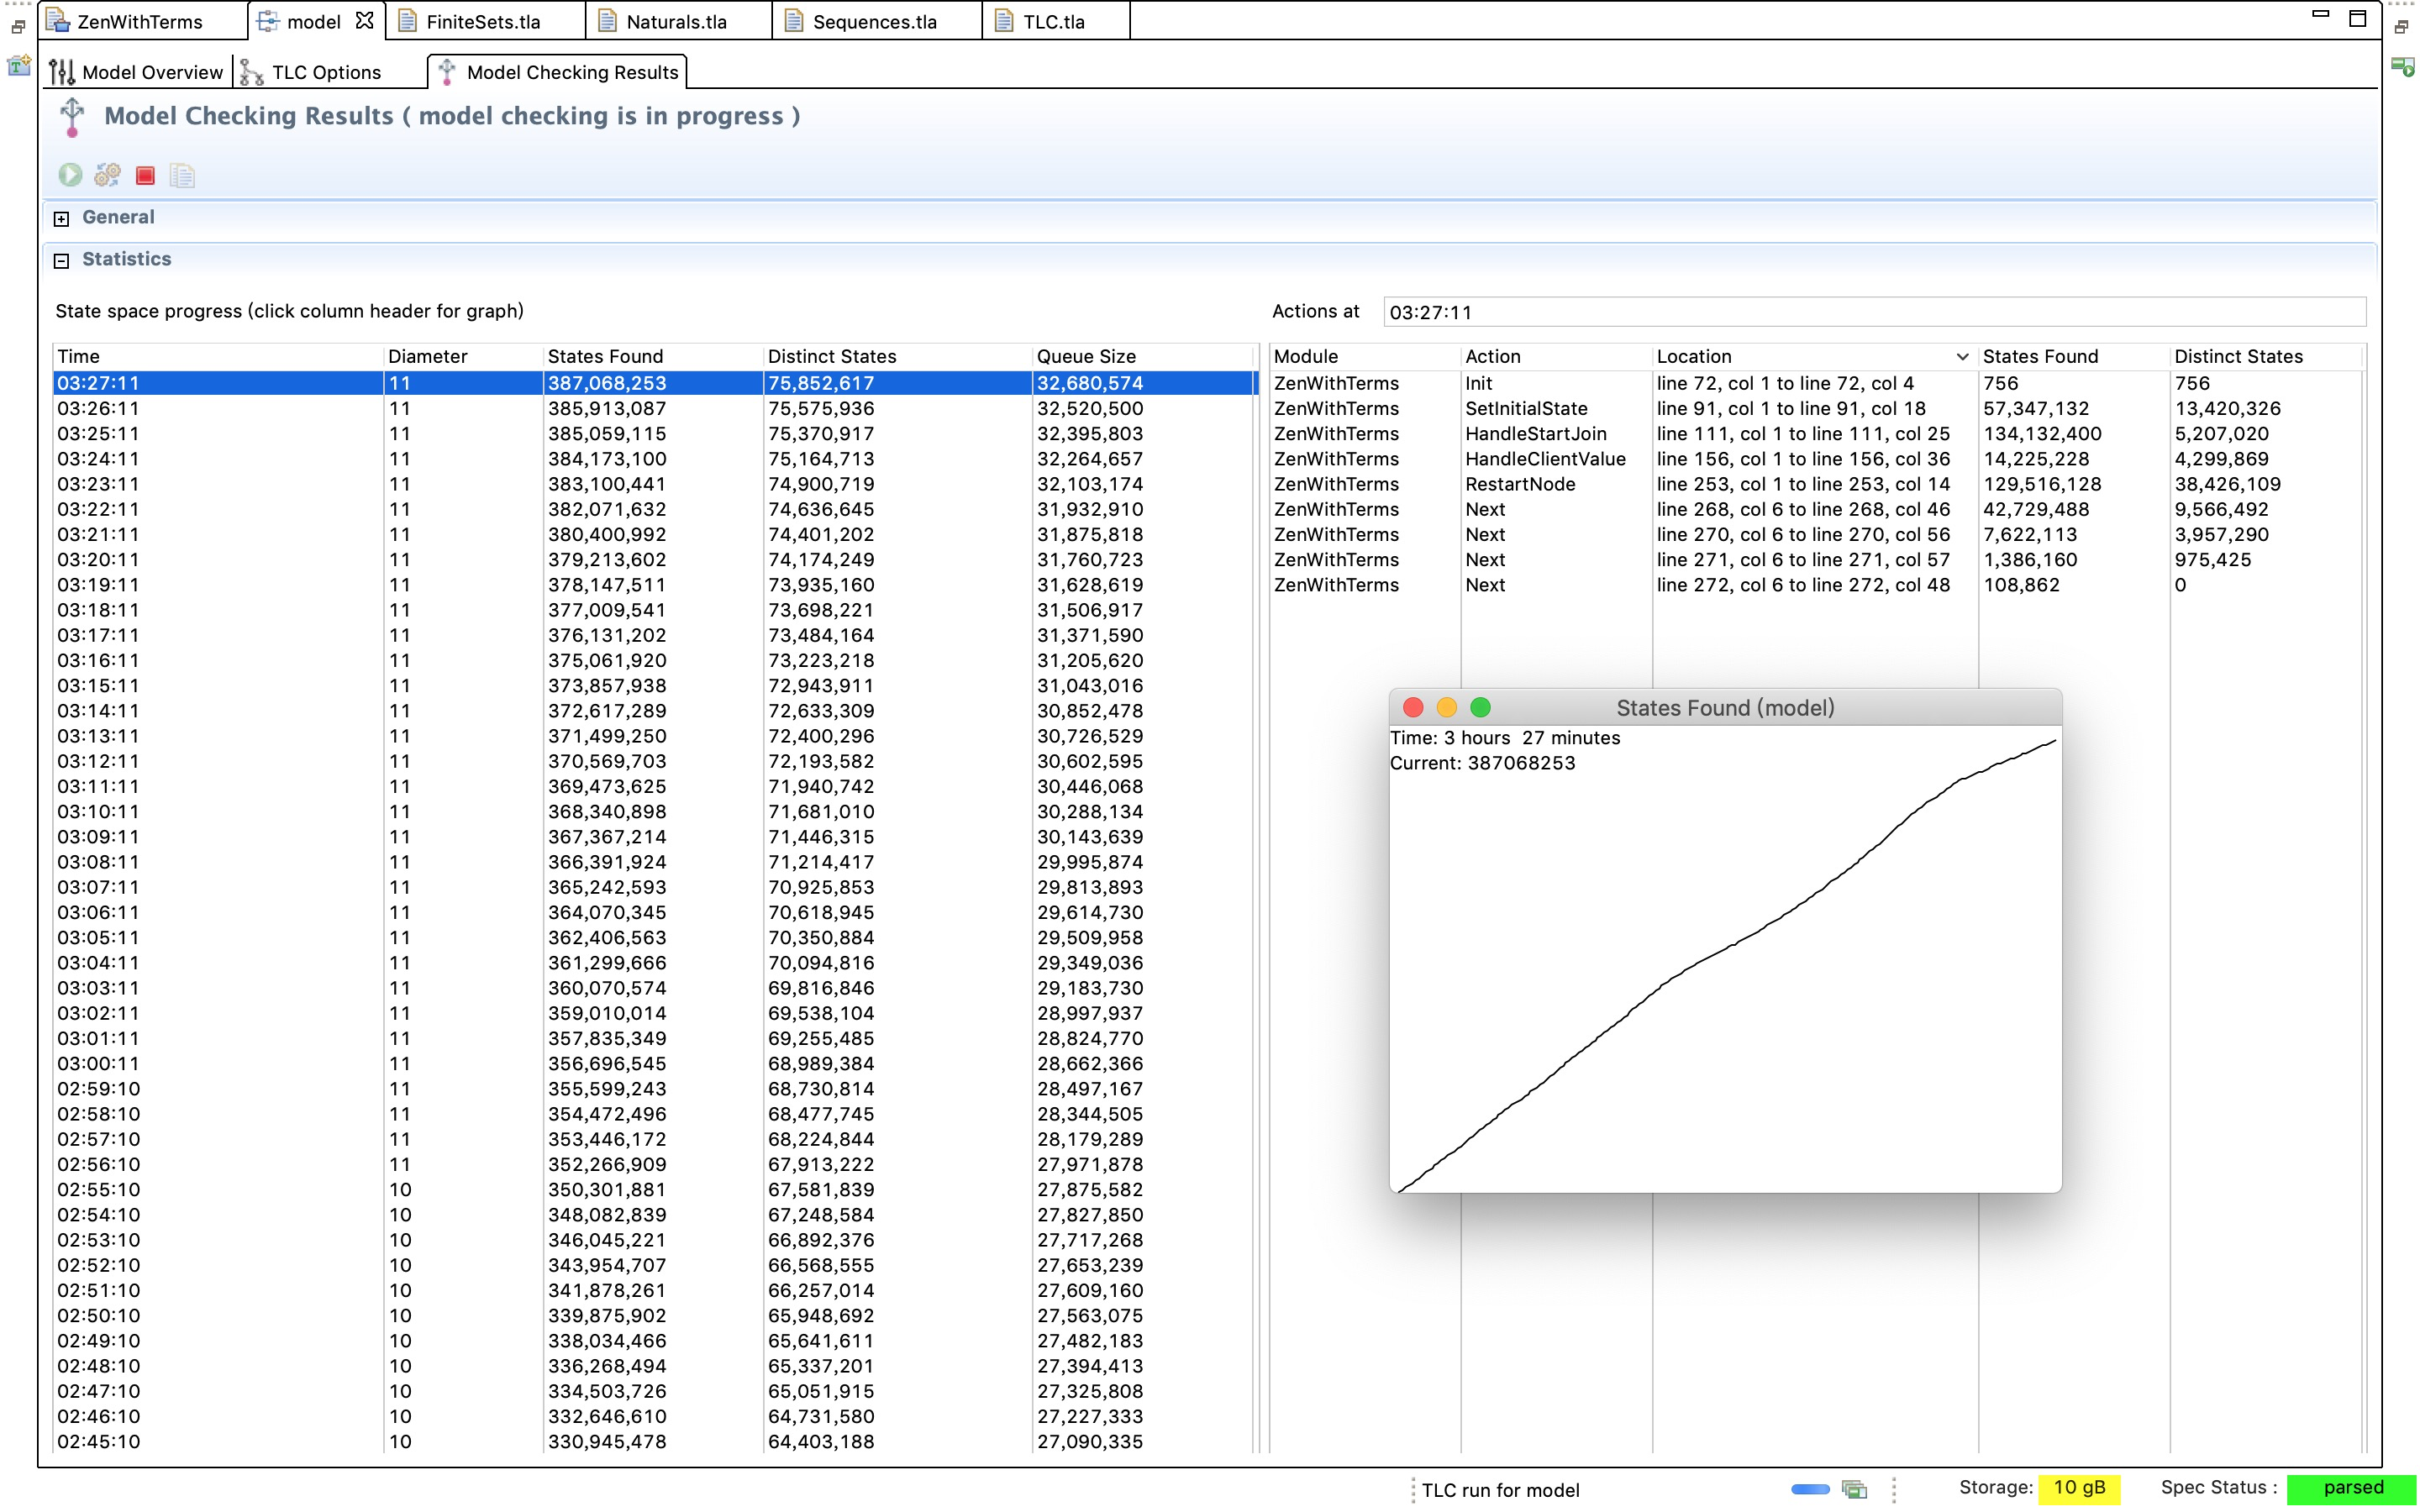 ZenWithTerms model FiniteSets.tla Naturals.tla Sequences.tla TLC.tla
Model Overview TLC Options Model Checking Results
Model Checking Results ( model checking is in progress )
General
Statistics
State space progress (click column header for graph)
Time Diameter States Found Distinct States Queue Size
03:27:11 11 387,068,253 75,852,617 32,680,574
03:26:11 11 385,913,087 75,575,936 32,520,500
03:25:11 11 385,059,115 75,370,917 32,395,803
03:24:11 11 384,173,100 75,164,713 32,264,657
03:23:11 11 383,100,441 74,900,719 32,103,174
03:22:11 11 382,071,632 74,636,645 31,932,910
03:21:11 11 380,400,992 74,401,202 31,875,818
03:20:11 11 379,213,602 74,174,249 31,760,723
03:19:11 11 378,147,511 73,935,160 31,628,619
03:18:11 11 377,009,541 73,698,221 31,506,917
03:17:11 11 376,131,202 73,484,164 31,371,590
03:16:11 11 375,061,920 73,223,218 31,205,620
03:15:11 11 373,857,938 72,943,911 31,043,016
03:14:11 11 372,617,289 72,633,309 30,852,478
03:13:11 11 371,499,250 72,400,296 30,726,529
03:12:11 11 370,569,703 72,193,582 30,602,595
03:11:11 11 369,473,625 71,940,742 30,446,068
03:10:11 11 368,340,898 71,681,010 30,288,134
03:09:11 11 367,367,214 71,446,315 30,143,639
03:08:11 11 366,391,924 71,214,417 29,995,874
03:07:11 11 365,242,593 70,925,853 29,813,893
03:06:11 11 364,070,345 70,618,945 29,614,730
03:05:11 11 362,406,563 70,350,884 29,509,958
03:04:11 11 361,299,666 70,094,816 29,349,036
03:03:11 11 360,070,574 69,816,846 29,183,730
03:02:11 11 359,010,014 69,538,104 28,997,937
03:01:11 11 357,835,349 69,255,485 28,824,770
03:00:11 11 356,696,545 68,989,384 28,662,366
02:59:10 11 355,599,243 68,730,814 28,497,167
02:58:10 11 354,472,496 68,477,745 28,344,505
02:57:10 11 353,446,172 68,224,844 28,179,289
02:56:10 11 352,266,909 67,913,222 27,971,878
02:55:10 10 350,301,881 67,581,839 27,875,582
02:54:10 10 348,082,839 67,248,584 27,827,850
02:53:10 10 346,045,221 66,892,376 27,717,268
02:52:10 10 343,954,707 66,568,555 27,653,239
02:51:10 10 341,878,261 66,257,014 27,609,160
02:50:10 10 339,875,902 65,948,692 27,563,075
02:49:10 10 338,034,466 65,641,611 27,482,183
02:48:10 10 336,268,494 65,337,201 27,394,413
02:47:10 10 334,503,726 65,051,915 27,325,808
02:46:10 10 332,646,610 64,731,580 27,227,333
02:45:10 10 330,945,478 64,403,188 27,090,335
Actions at 03:27:11
Module Action Location States Found Distinct States
ZenWithTerms Init line 72, col 1 to line 72, col 4 756 756
ZenWithTerms SetInitialState line 91, col 1 to line 91, col 18 57,347,132 13,420,326
ZenWithTerms HandleStartJoin line 111, col 1 to line 111, col 25 134,132,400 5,207,020
ZenWithTerms HandleClientValue line 156, col 1 to line 156, col 36 14,225,228 4,299,869
ZenWithTerms RestartNode line 253, col 1 to line 253, col 14 129,516,128 38,426,109
ZenWithTerms Next line 268, col 6 to line 268, col 46 42,729,488 9,566,492
ZenWithTerms Next line 270, col 6 to line 270, col 56 7,622,113 3,957,290
ZenWithTerms Next line 271, col 6 to line 271, col 57 1,386,160 975,425
ZenWithTerms Next line 272, col 6 to line 272, col 48 108,862 0
States Found (model)
Time: 3 hours 27 minutes
Current: 387068253
TLC run for model
Storage: 10 gB
Spec Status : parsed